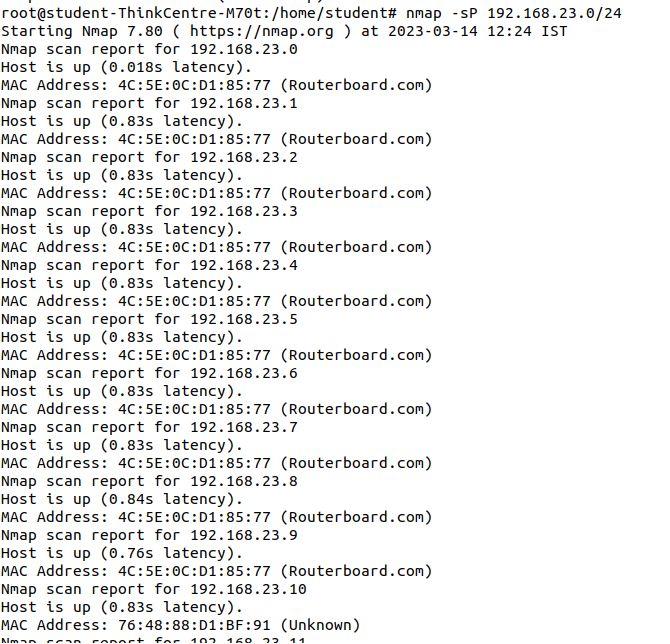 root@student-ThinkCentre-M70t:/home/student# nmap -sP 192.168.23.0/24
Starting Nmap 7.80 ( https://nmap.org ) at 2023-03-14 12:24 IST
Nmap scan report for 192.168.23.0
Host is up (0.018s latency).
MAC Address: 4C:5E:0C:D1:85:77 (Routerboard.com)
Nmap scan report for 192.168.23.1
Host is up (0.83s latency).
MAC Address: 4C:5E:0C:D1:85:77 (Routerboard.com)
Nmap scan report for 192.168.23.2
Host is up (0.83s latency).
MAC Address: 4C:5E:0C:D1:85:77 (Routerboard.com)
Nmap scan report for 192.168.23.3
Host is up (0.83s latency).
MAC Address: 4C:5E:0C:D1:85:77 (Routerboard.com)
Nmap scan report for 192.168.23.4
Host is up (0.83s latency).
MAC Address: 4C:5E:0C:D1:85:77 (Routerboard.com)
Nmap scan report for 192.168.23.5
Host is up (0.83s latency).
MAC Address: 4C:5E:0C:D1:85:77 (Routerboard.com)
Nmap scan report for 192.168.23.6
Host is up (0.83s latency).
MAC Address: 4C:5E:0C:D1:85:77 (Routerboard.com)
Nmap scan report for 192.168.23.7
Host is up (0.83s latency).
MAC Address: 4C:5E:0C:D1:85:77 (Routerboard.com)
Nmap scan report for 192.168.23.8
Host is up (0.84s latency).
MAC Address: 4C:5E:0C:D1:85:77 (Routerboard.com)
Nmap scan report for 192.168.23.9
Host is up (0.76s latency).
MAC Address: 4C:5E:0C:D1:85:77 (Routerboard.com)
Nmap scan report for 192.168.23.10
Host is up (0.83s latency).
MAC Address: 76:48:88:D1:BF:91 (Unknown)
Nmap scan report for 192.168.23.11